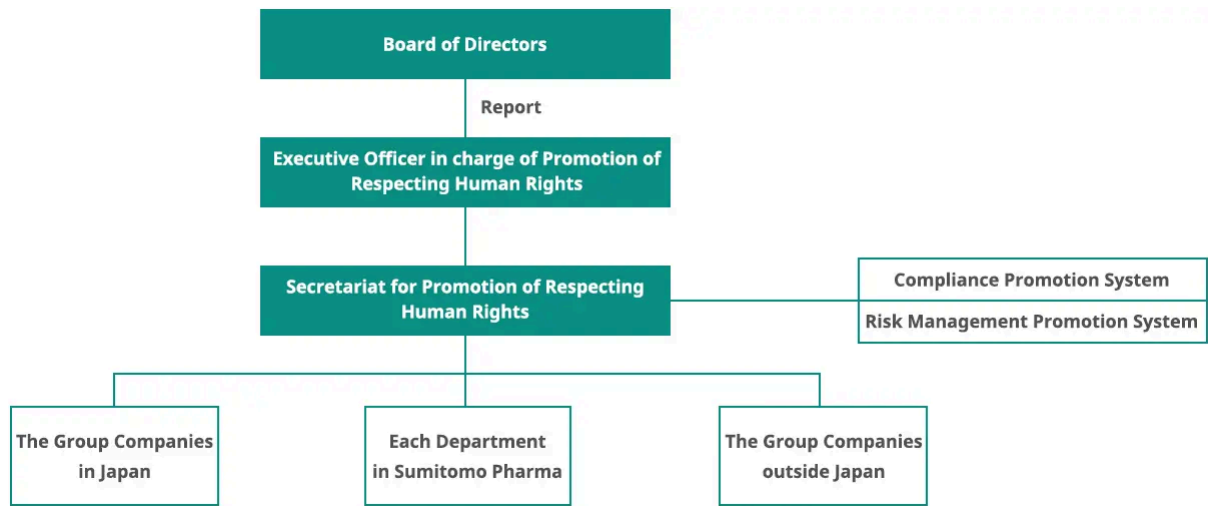 Board of Directors
Report
Executive Officer in charge of Promotion of
Respecting Human Rights
Secretariat for Promotion of Respecting
Human Rights
Compliance Promotion System
Risk Management Promotion System
The Group Companies
in Japan
Each Department
in Sumitomo Pharma
The Group Companies
outside Japan